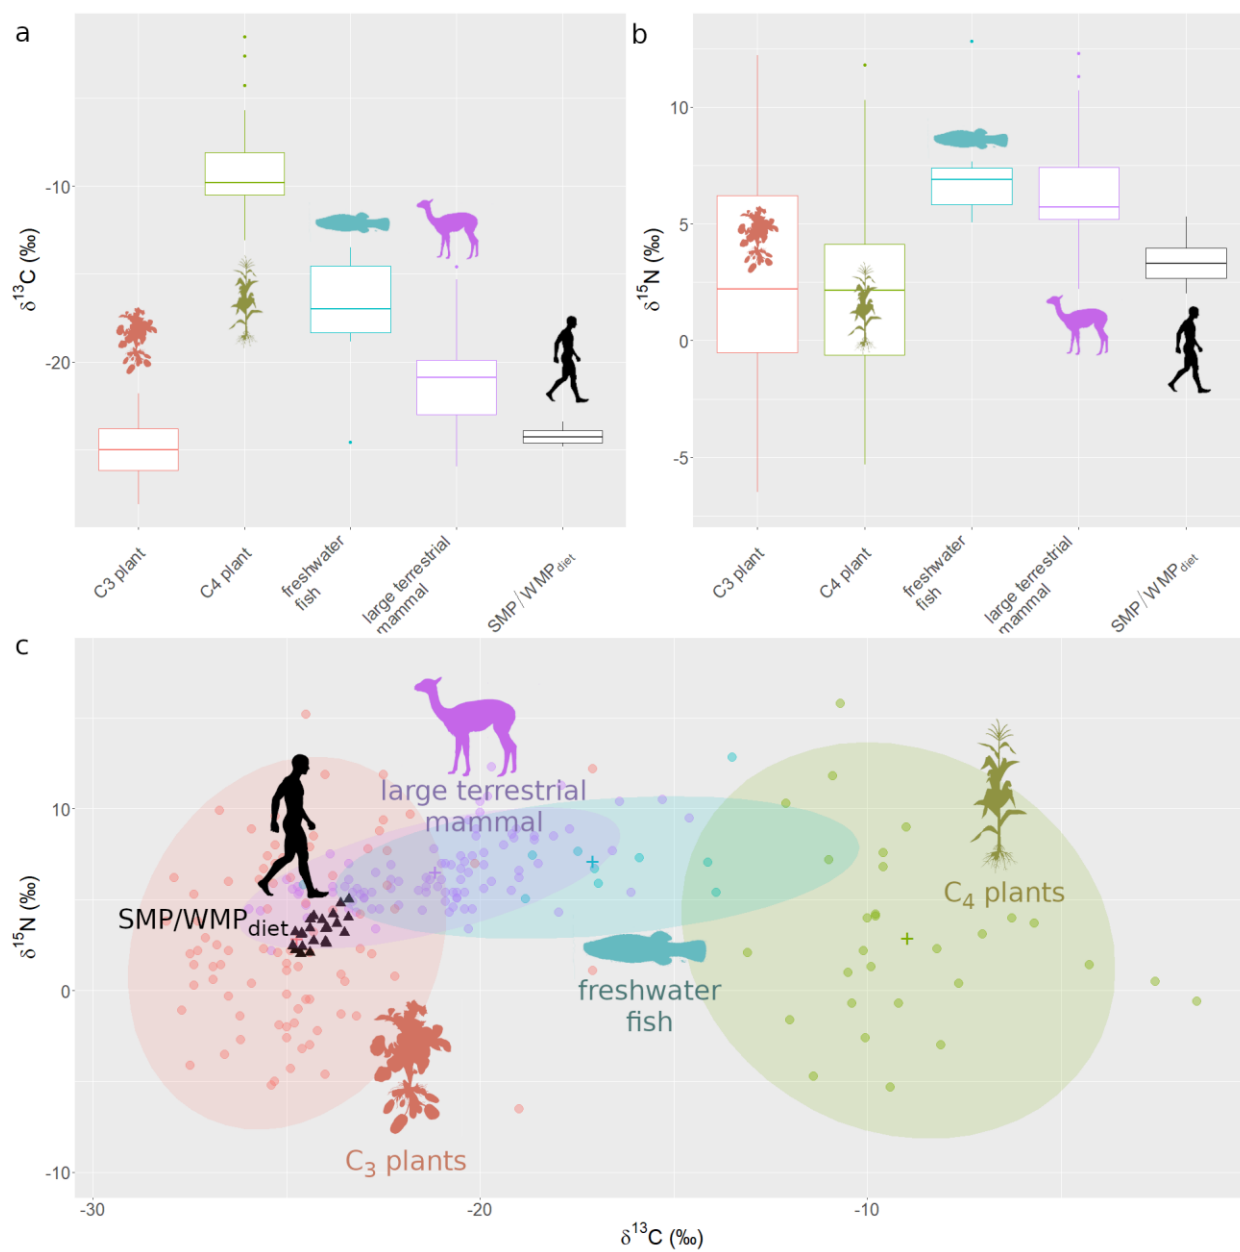 a
δ¹³C (‰)
-10
-20
C3 plant
C4 plant
freshwater
fish
large terrestrial
mammal
SMP/WMPdiet
b
δ¹⁵N (‰)
10
5
0
-5
C3 plant
C4 plant
freshwater
fish
large terrestrial
mammal
SMP/WMPdiet
c
δ¹⁵N (‰)
10
0
-10
large terrestrial
mammal
SMP/WMPdiet
C₄ plants
freshwater
fish
C₃ plants
-30
-20
-10
δ¹³C (‰)